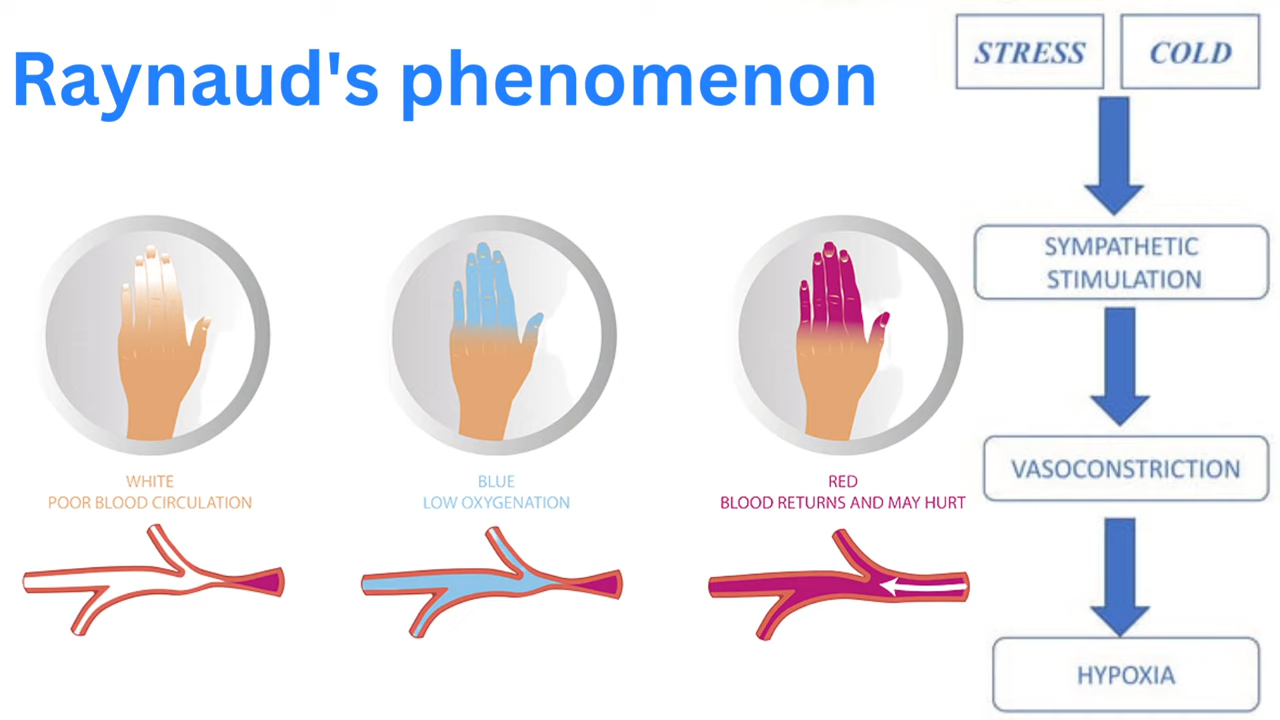 Raynaud's phenomenon
STRESS
COLD
SYMPATHETIC
STIMULATION
VASOCONSTRICTION
HYPOXIA
WHITE
POOR BLOOD CIRCULATION
BLUE
LOW OXYGENATION
RED
BLOOD RETURNS AND MAY HURT